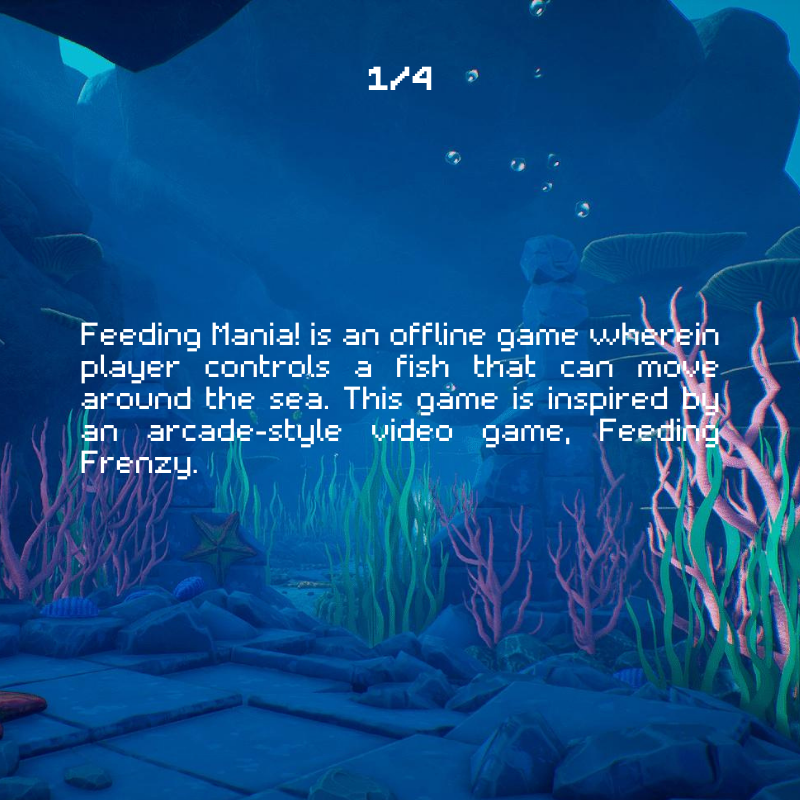 1/4
Feeding Mania! is an offline game wherein
player controls a fish that can move
around the sea. This game is inspired by
an arcade-style video game, Feeding
Frenzy.